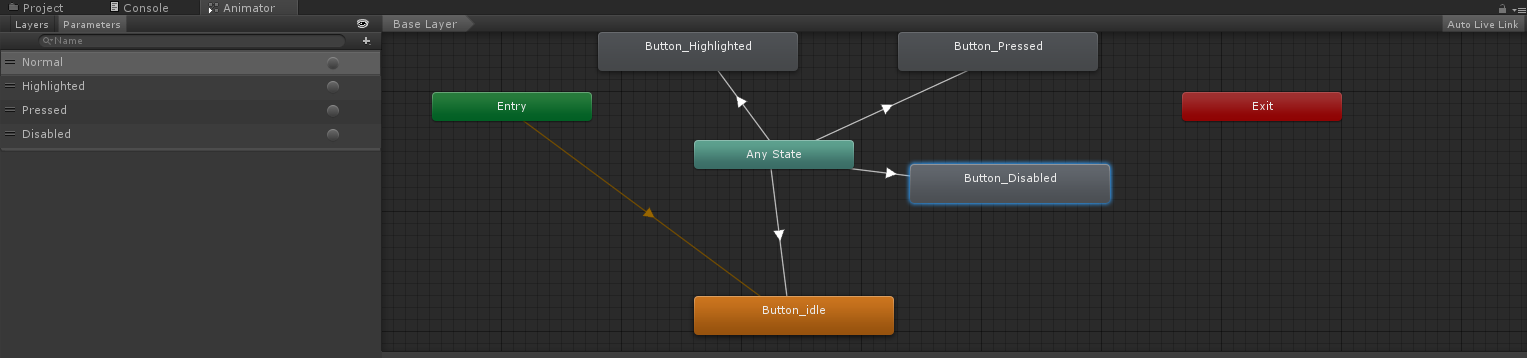 Project Console Animator
Layers Parameters Base Layer Auto Live Link
Name
Normal
Highlighted
Pressed
Disabled
Button_Highlighted Button_Pressed
Entry Exit
Any State
Button_Disabled
Button_idle